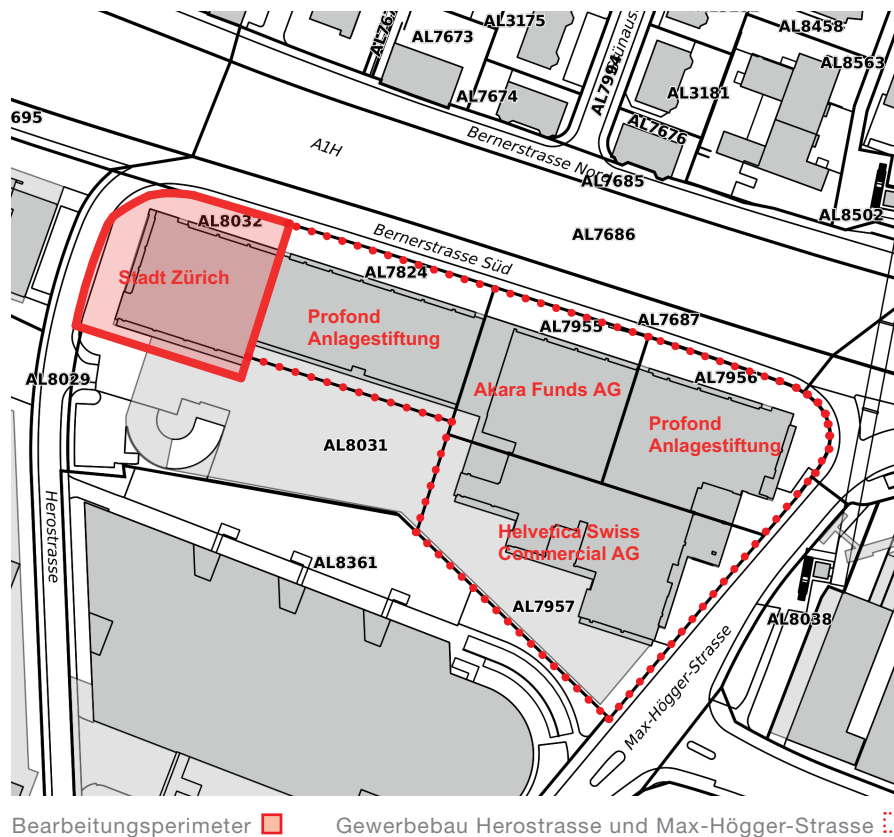 AL3175
AL7673
AL8458
AL8563
AL7994
AL3181
AL7674
AL7676
695
A1H
Bernerstrasse Nord
AL7685
AL8502
AL8032
AL7686
Bernerstrasse Süd
Stadt Zürich
AL7824
Profond
Anlagestiftung
AL7955
AL7687
AL8029
Akara Funds AG
AL7956
Profond
Anlagestiftung
AL8031
Herostrasse
Helvetica Swiss
Commercial AG
AL8361
AL7957
AL8038
Max-Högger-Strasse
Bearbeitungsperimeter
Gewerbebau Herostrasse und Max-Högger-Strasse